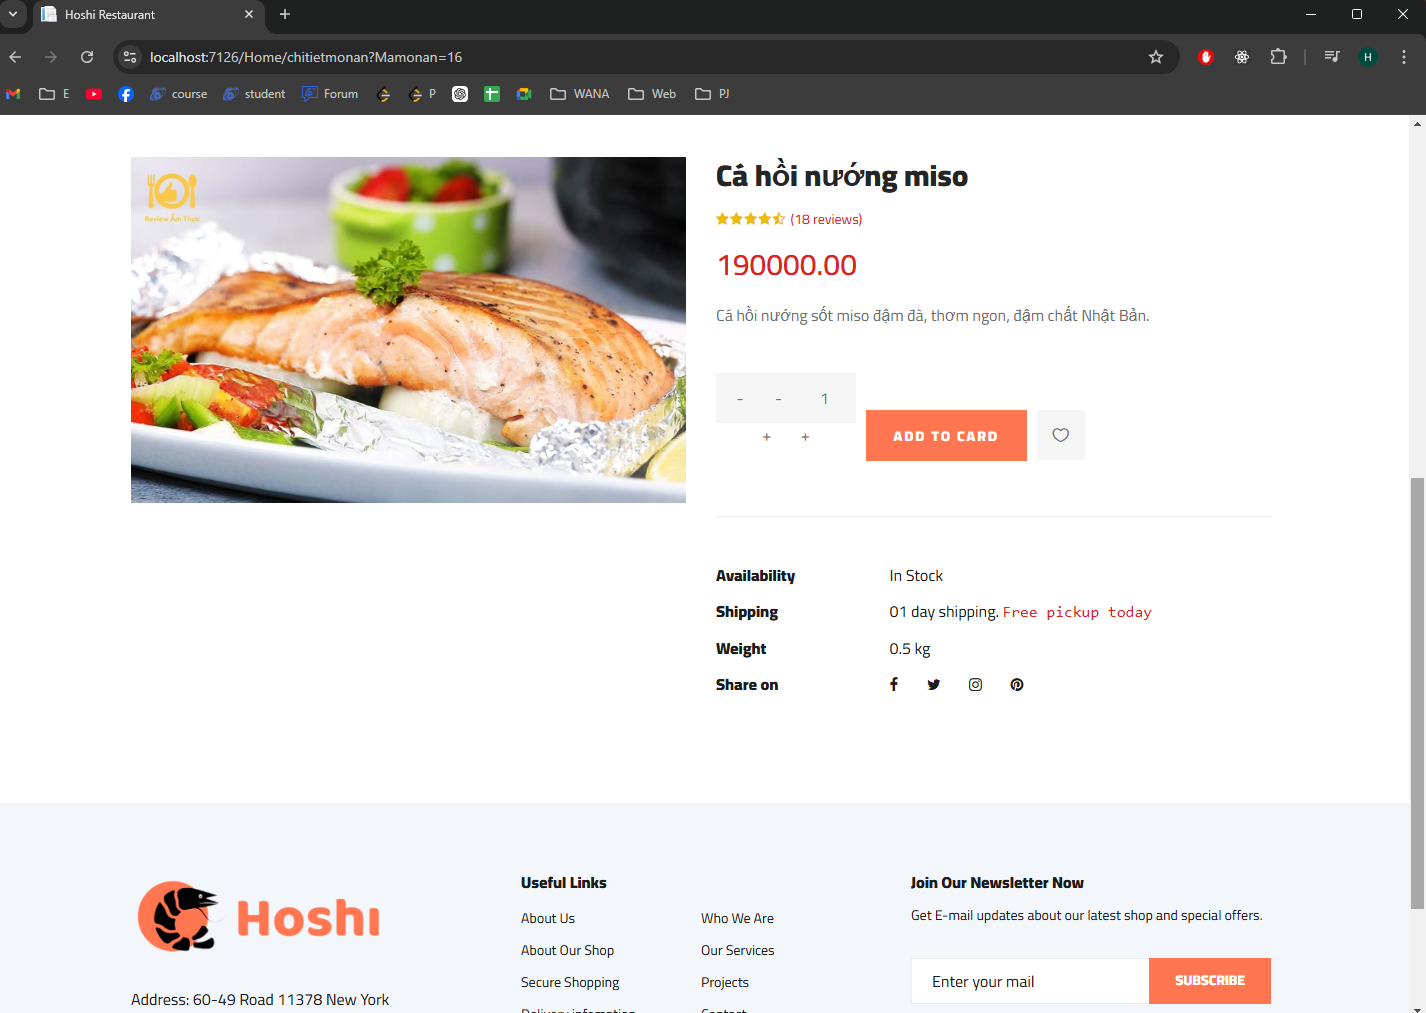 Hoshi Restaurant
localhost:7126/Home/chitietmonan?Mamonan=16
H
E
course
student
Forum
P
WANA
Web
PJ
Review Ẩm Thực
Cá hồi nướng miso
(18 reviews)
190000.00
Cá hồi nướng sốt miso đậm đà, thơm ngon, đậm chất Nhật Bản.
- - 1
+ +
ADD TO CARD
Availability In Stock
Shipping 01 day shipping. Free pickup today
Weight 0.5 kg
Share on
Hoshi
Address: 60-49 Road 11378 New York
Useful Links
About Us
About Our Shop
Secure Shopping
Delivery infomation
Who We Are
Our Services
Projects
Contact
Join Our Newsletter Now
Get E-mail updates about our latest shop and special offers.
Enter your mail
SUBSCRIBE